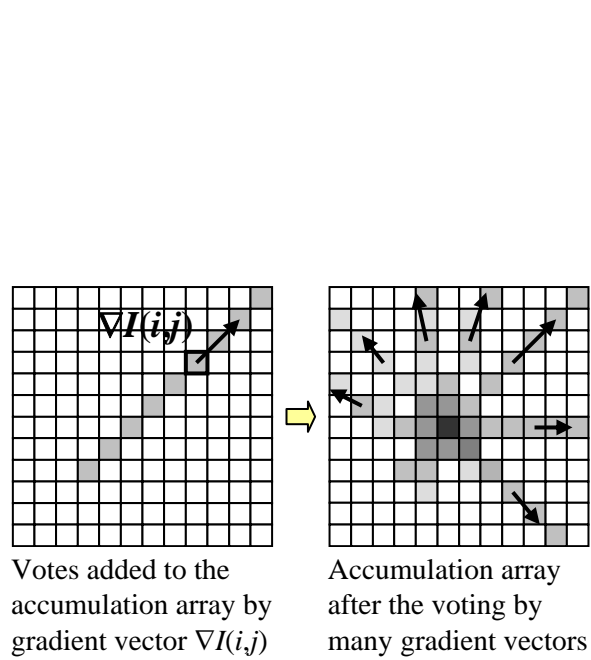 ∇I(i,j)
Votes added to the
accumulation array by
gradient vector ∇I(i,j)
Accumulation array
after the voting by
many gradient vectors